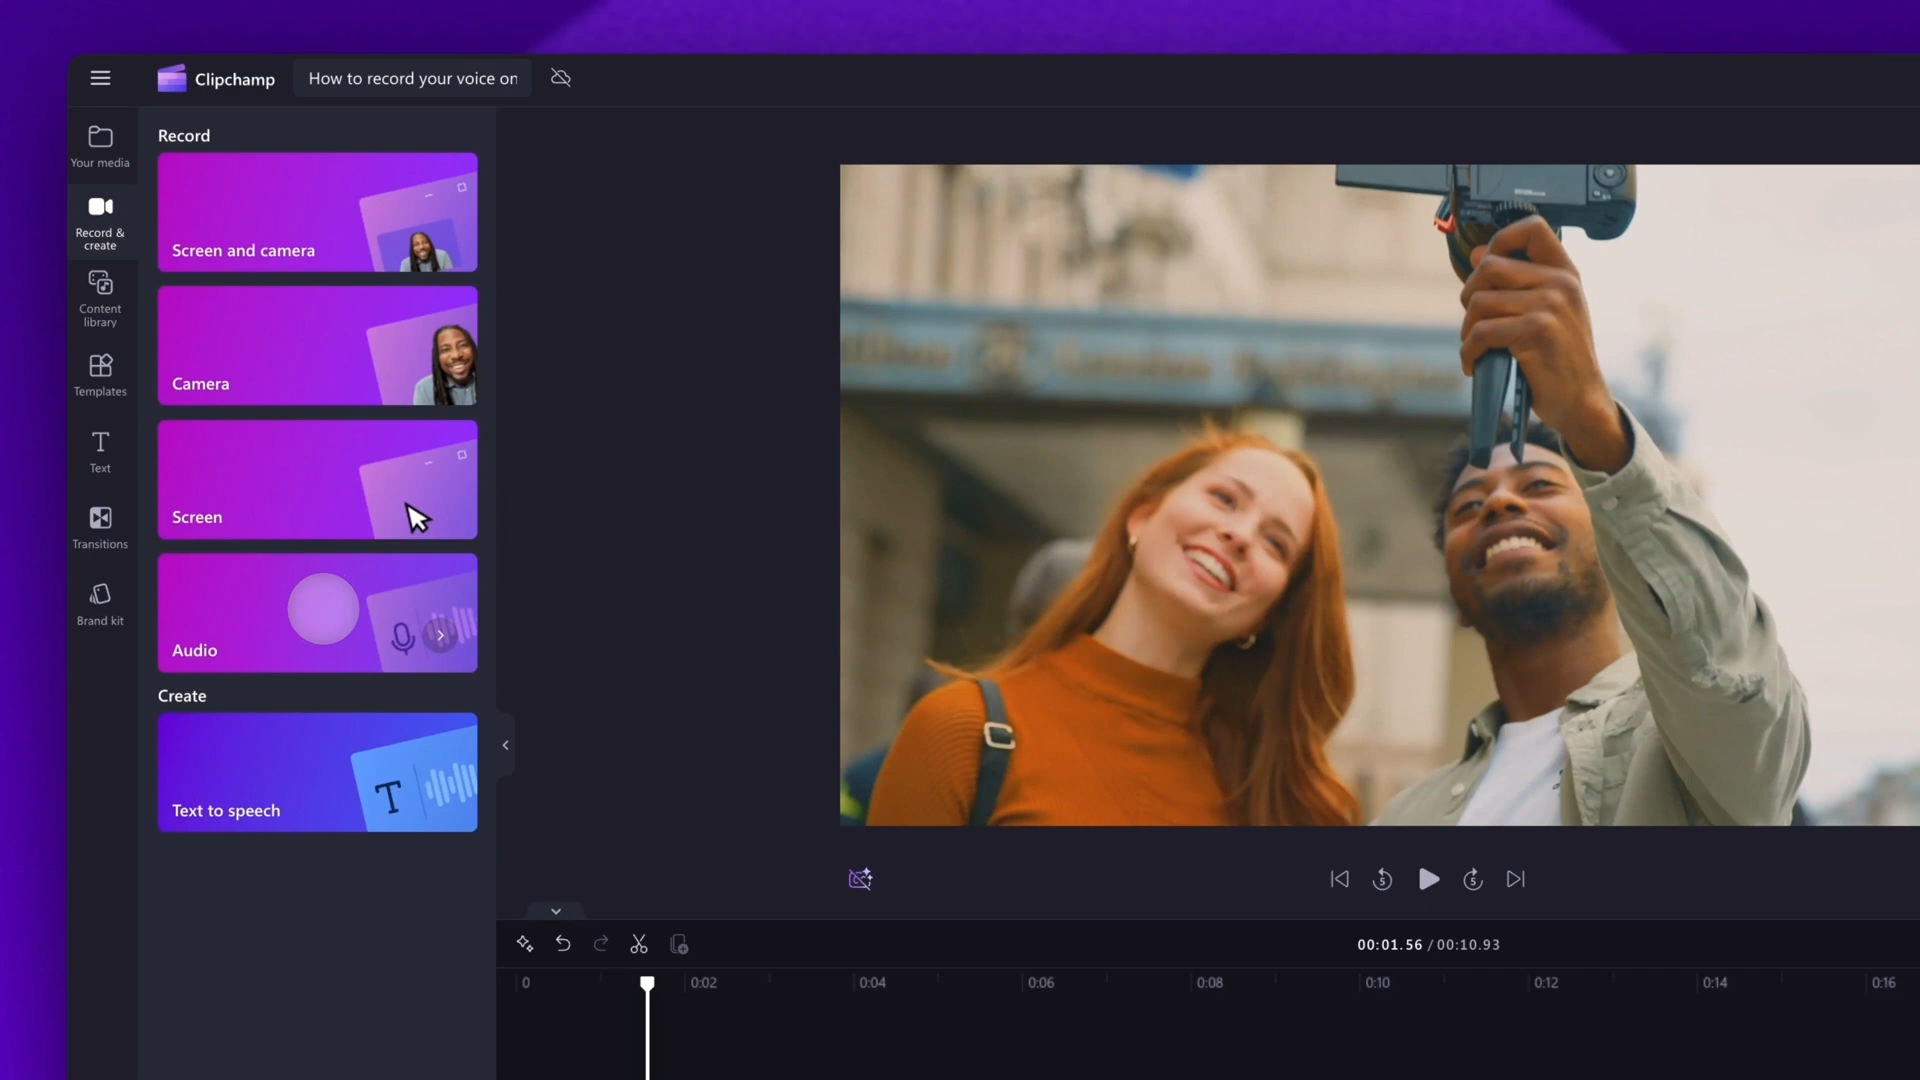 Clipchamp
How to record your voice on
Your media
Record &
create
Content
library
Templates
Text
Transitions
Brand kit
Record
Screen and camera
Camera
Screen
Audio
Create
T
Text to speech
5
5
00:01.56 / 00:10.93
0
0:02
0:04
0:06
0:08
0:10
0:12
0:14
0:16